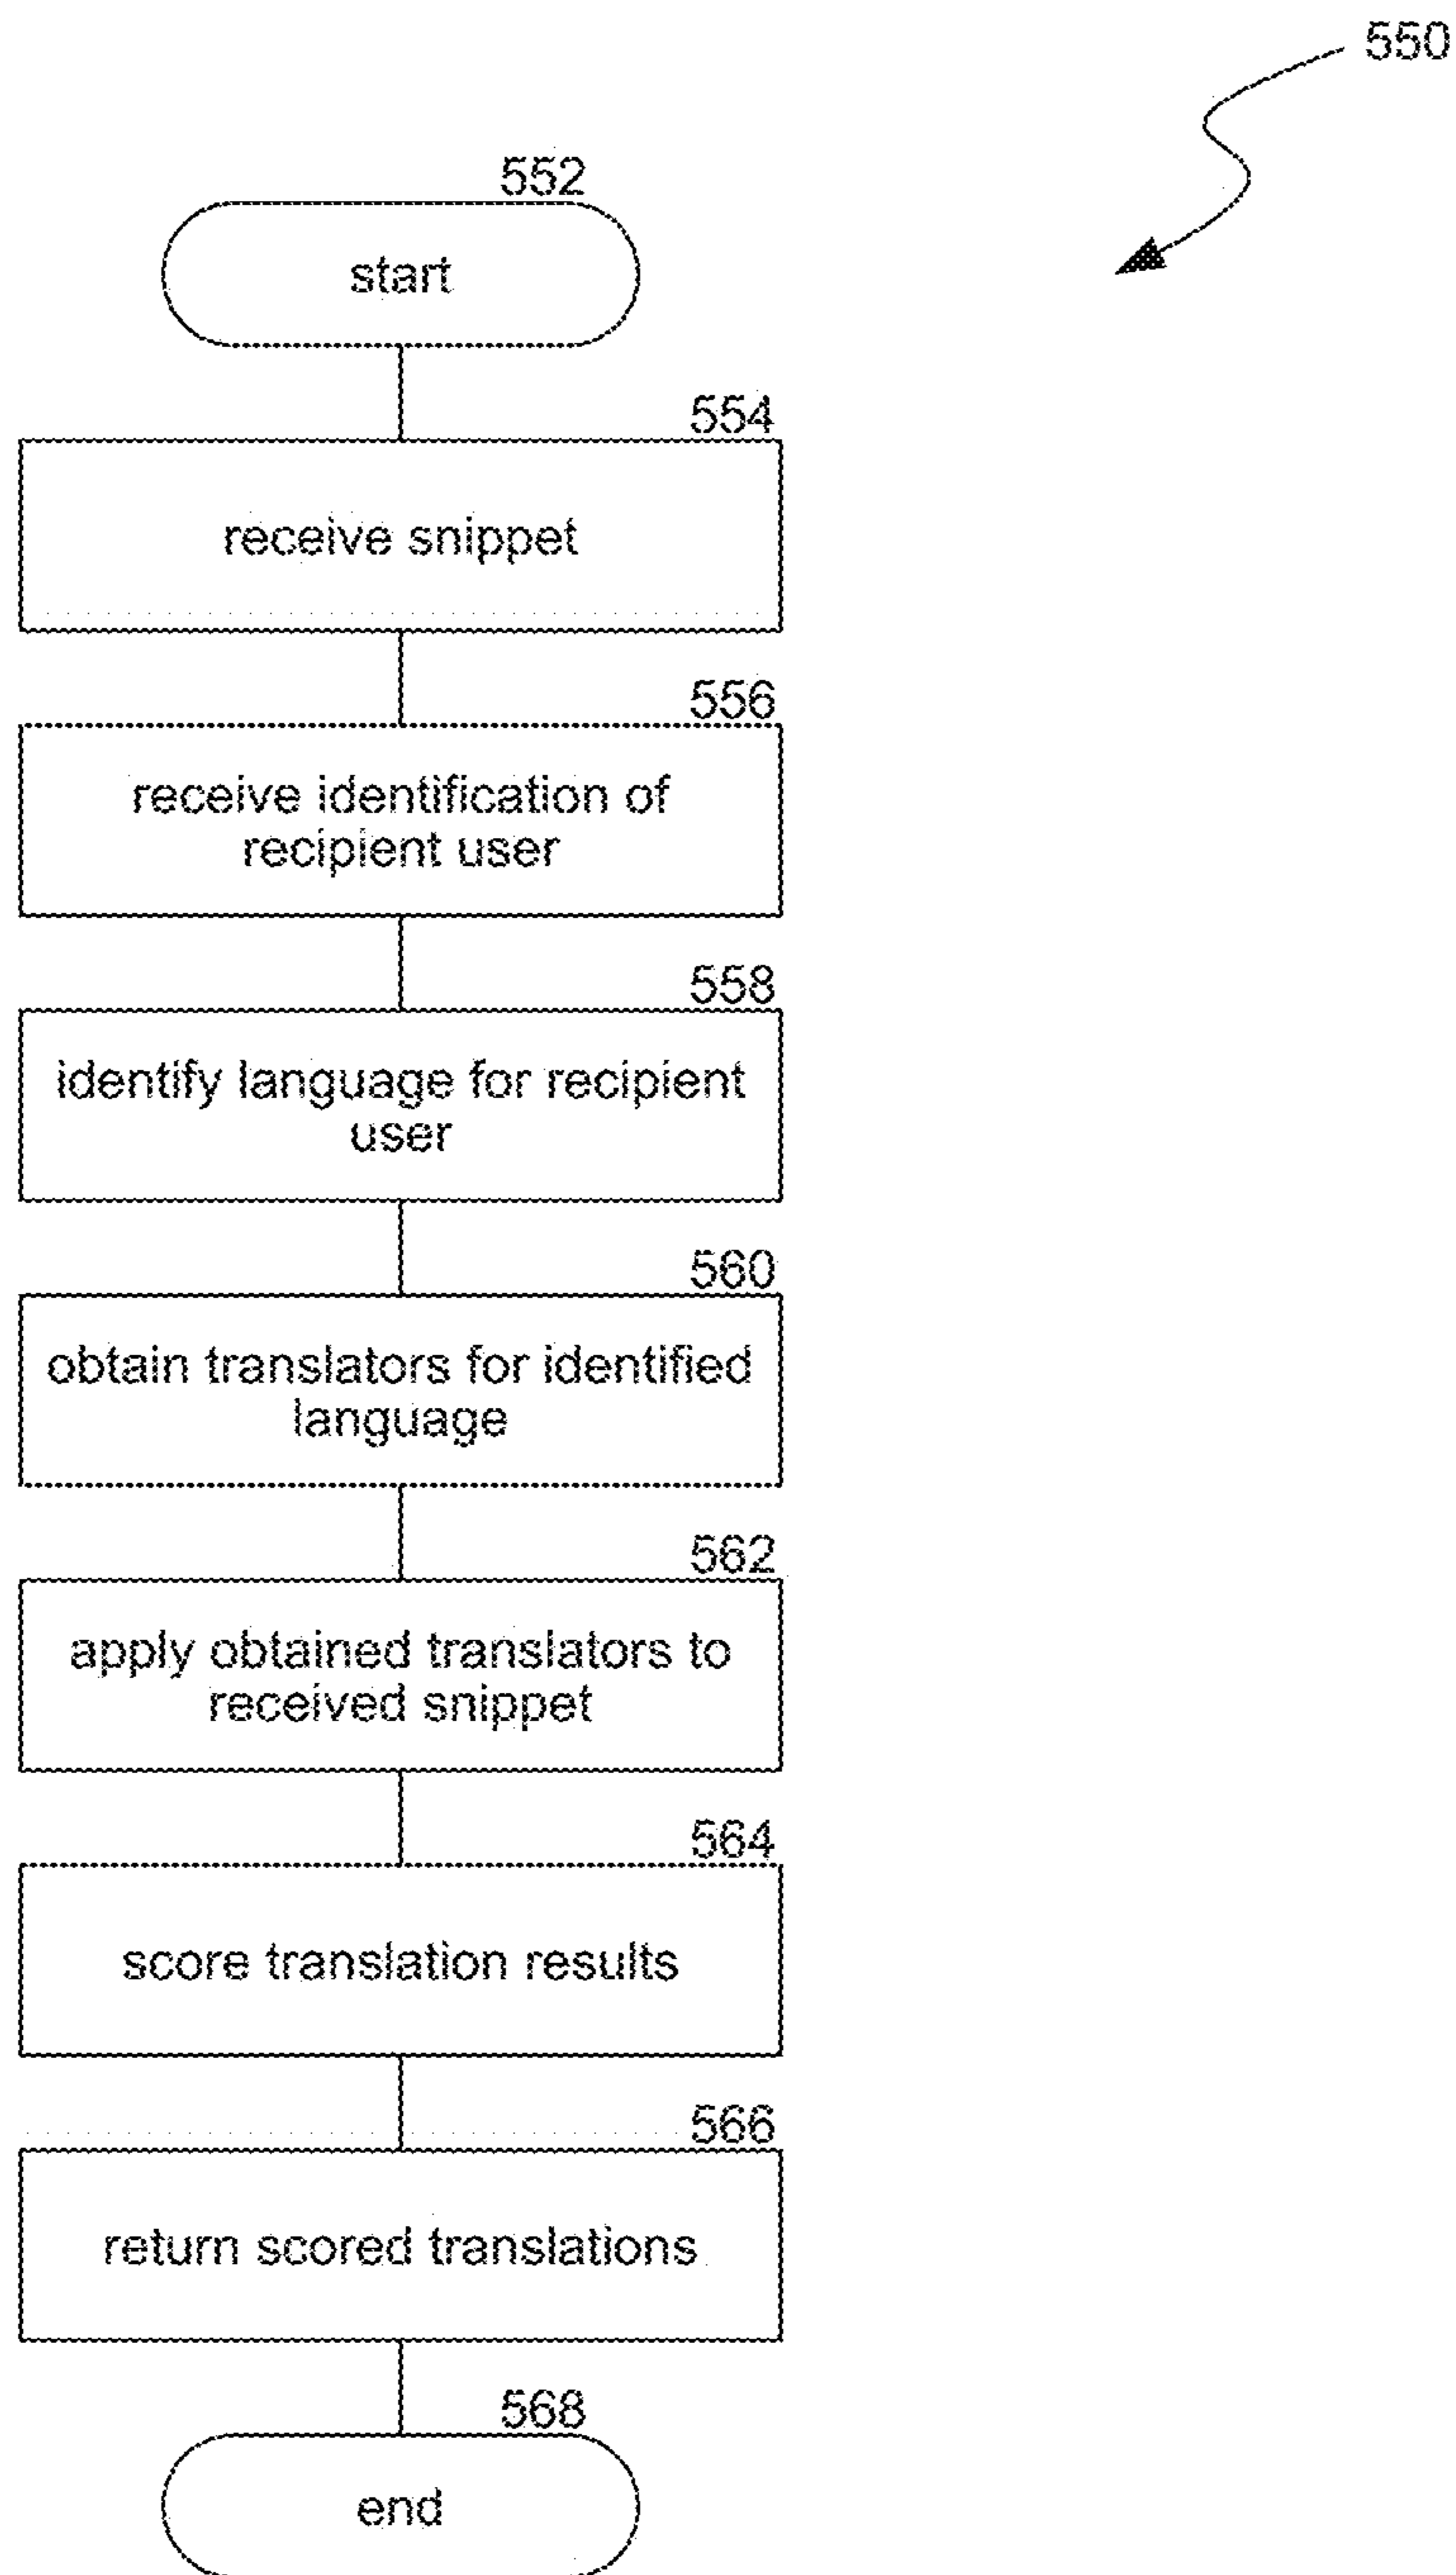 550
552
start
554
receive snippet
556
receive identification of
recipient user
558
identify language for recipient
user
560
obtain translators for identified
language
562
apply obtained translators to
received snippet
564
score translation results
566
return scored translations
568
end